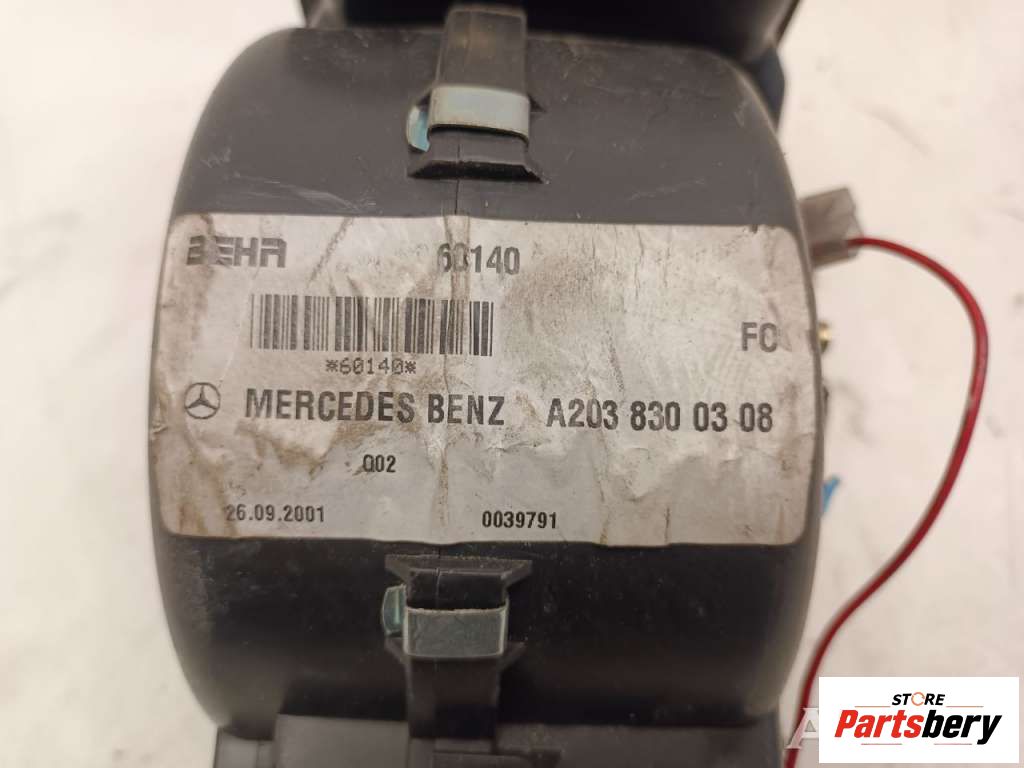 BEHR 60140
FC
*60140*
MERCEDES BENZ A203 830 03 08
Q02
26.09.2001 0039791
STORE
Partsbery